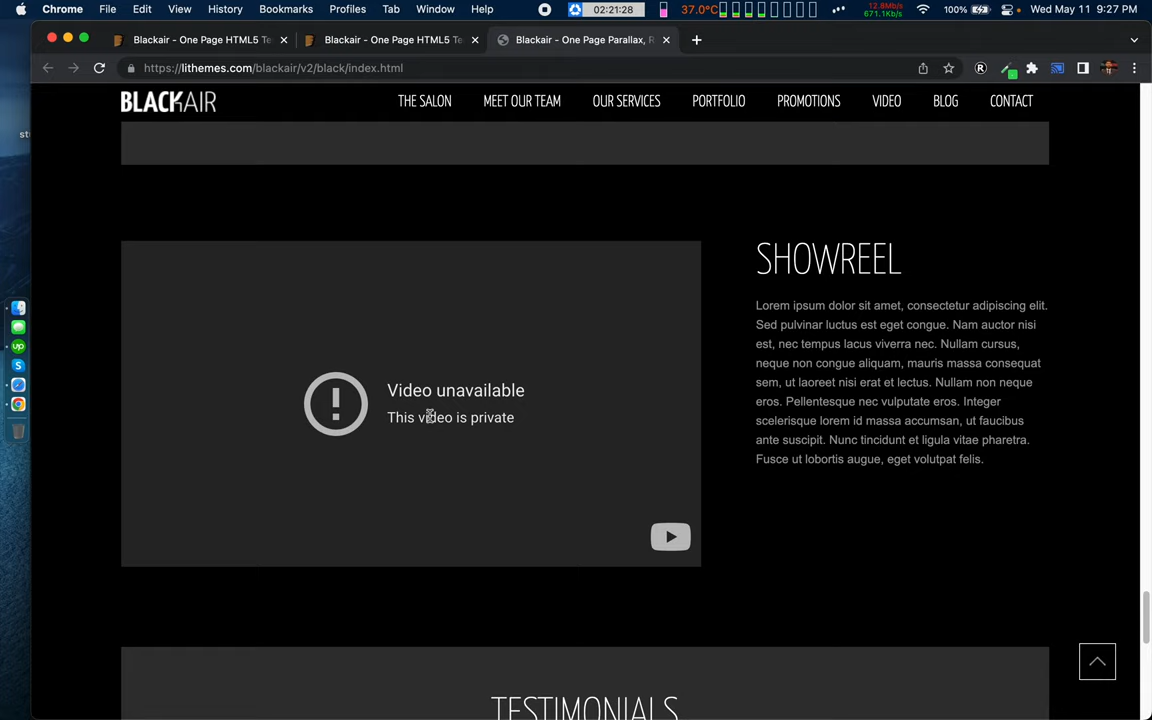 Chrome File Edit View History Bookmarks Profiles Tab Window Help 02:21:28 37.0°C 12.8Mb/s 671.1Kb/s 100% Wed May 11 9:27 PM
Blackair - One Page HTML5 Te Blackair - One Page HTML5 Te Blackair - One Page Parallax, R
https://lithemes.com/blackair/v2/black/index.html
BLACKAIR THE SALON MEET OUR TEAM OUR SERVICES PORTFOLIO PROMOTIONS VIDEO BLOG CONTACT
Video unavailable
This video is private
SHOWREEL
Lorem ipsum dolor sit amet, consectetur adipiscing elit.
Sed pulvinar luctus est eget congue. Nam auctor nisi
est, nec tempus lacus viverra nec. Nullam cursus,
neque non congue aliquam, mauris massa consequat
sem, ut laoreet nisi erat et lectus. Nullam non neque
eros. Pellentesque nec vulputate eros. Integer
scelerisque lorem id massa accumsan, ut faucibus
ante suscipit. Nunc tincidunt et ligula vitae pharetra.
Fusce ut lobortis augue, eget volutpat felis.
TESTIMONIALS